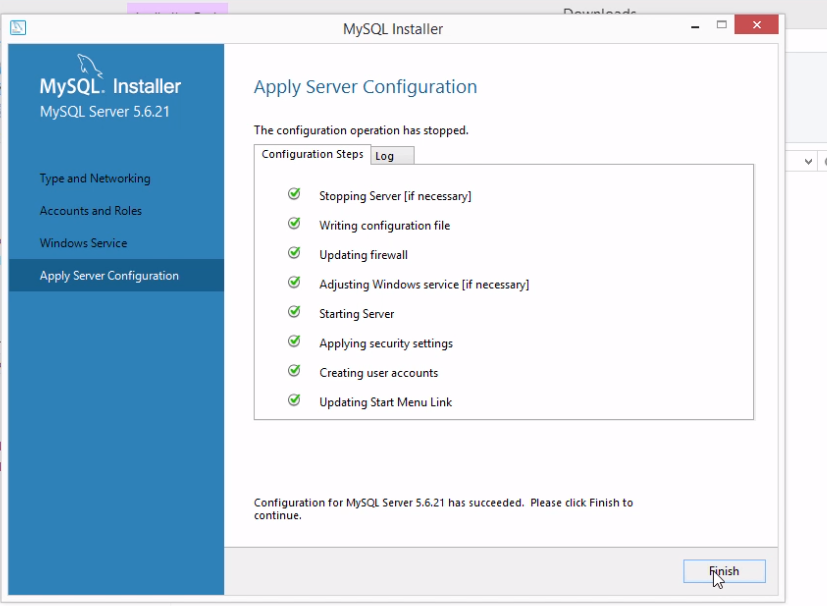 Downloads
MySQL Installer
MySQL. Installer
MySQL Server 5.6.21
Type and Networking
Accounts and Roles
Windows Service
Apply Server Configuration
Apply Server Configuration
The configuration operation has stopped.
Configuration Steps
Log
Stopping Server [if necessary]
Writing configuration file
Updating firewall
Adjusting Windows service [if necessary]
Starting Server
Applying security settings
Creating user accounts
Updating Start Menu Link
Configuration for MySQL Server 5.6.21 has succeeded. Please click Finish to
continue.
Finish